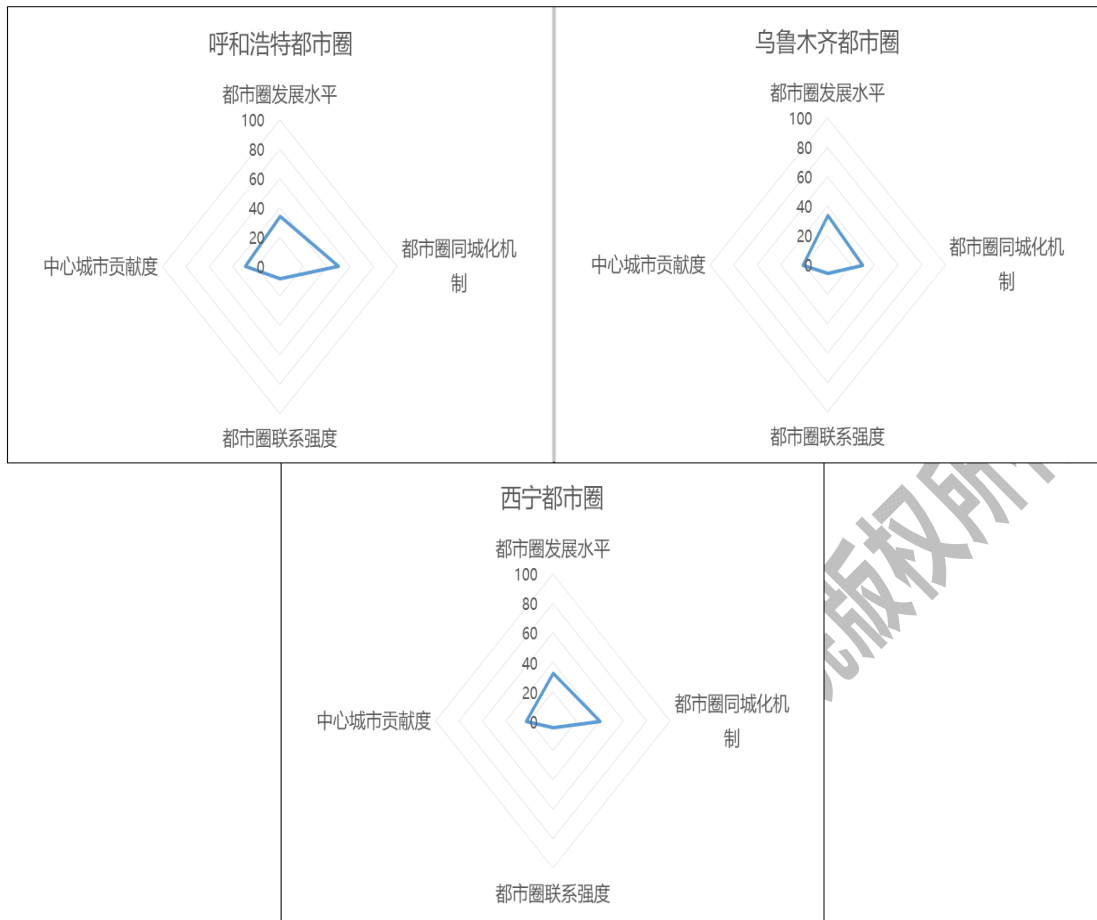 呼和浩特都市圈
都市圈发展水平
100
80
60
40
20
0
中心城市贡献度
都市圈同城化机
制
都市圈联系强度
乌鲁木齐都市圈
都市圈发展水平
100
80
60
40
20
0
中心城市贡献度
都市圈同城化机
制
都市圈联系强度
西宁都市圈
都市圈发展水平
100
80
60
40
20
0
中心城市贡献度
都市圈同城化机
制
都市圈联系强度
版权所